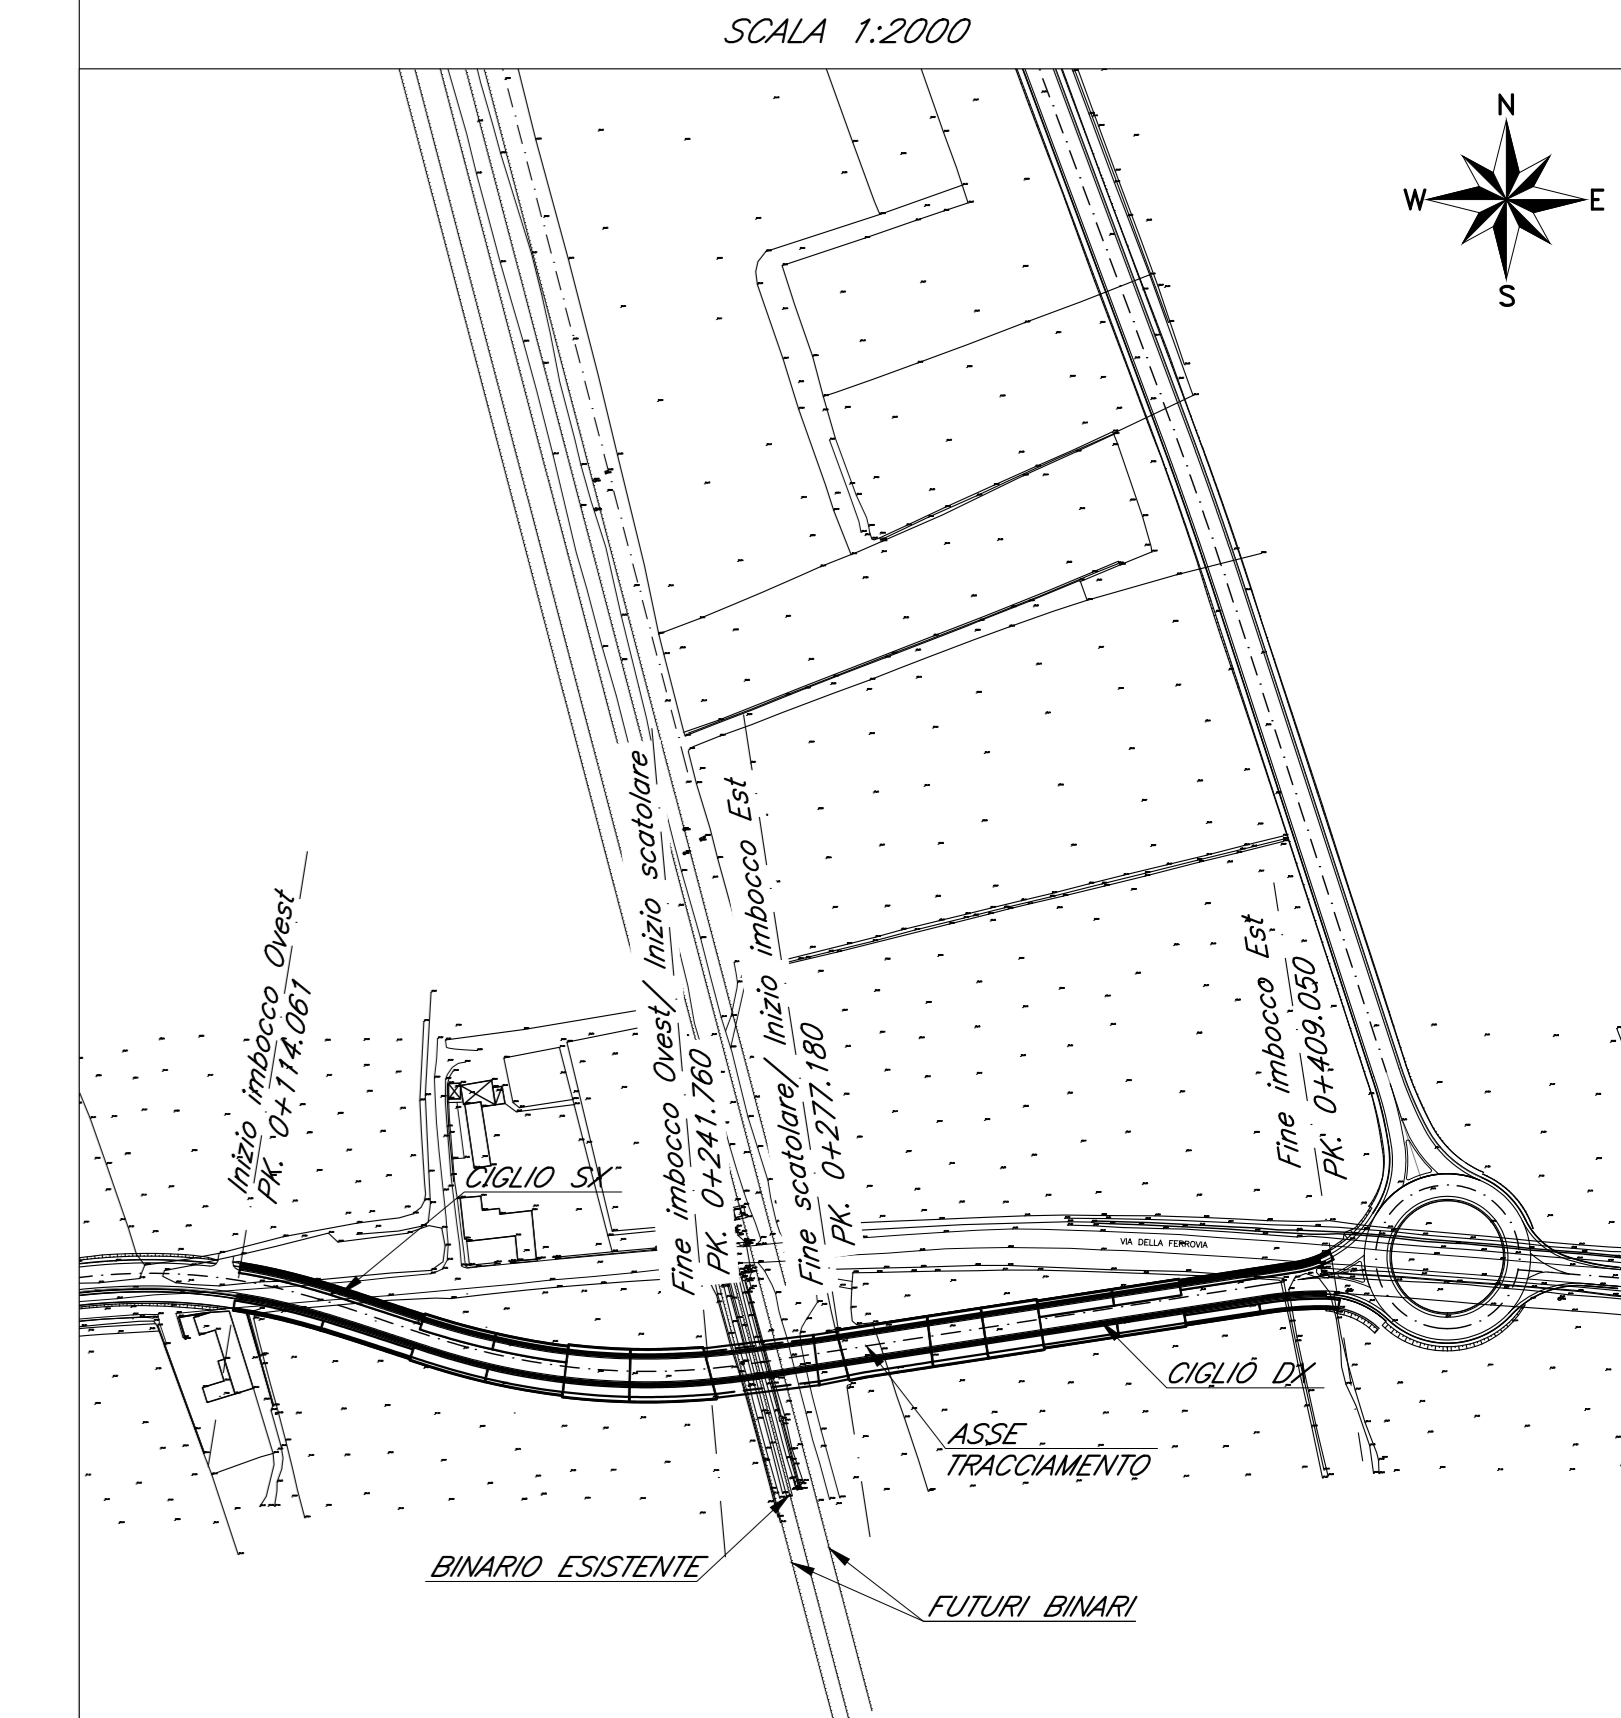 SCALA 1:2000
N
W
E
S
Inizio imbocco Ovest
PK. 0+114.061
Fine imbocco Ovest/ Inizio scatolare
PK. 0+241.760
Fine scatolare/ Inizio imbocco Est
PK. 0+277.180
Fine imbocco Est
PK. 0+409.050
CIGLIO SX
VIA DELLA FERROVIA
CIGLIO DX
ASSE
TRACCIAMENTO
BINARIO ESISTENTE
FUTURI BINARI